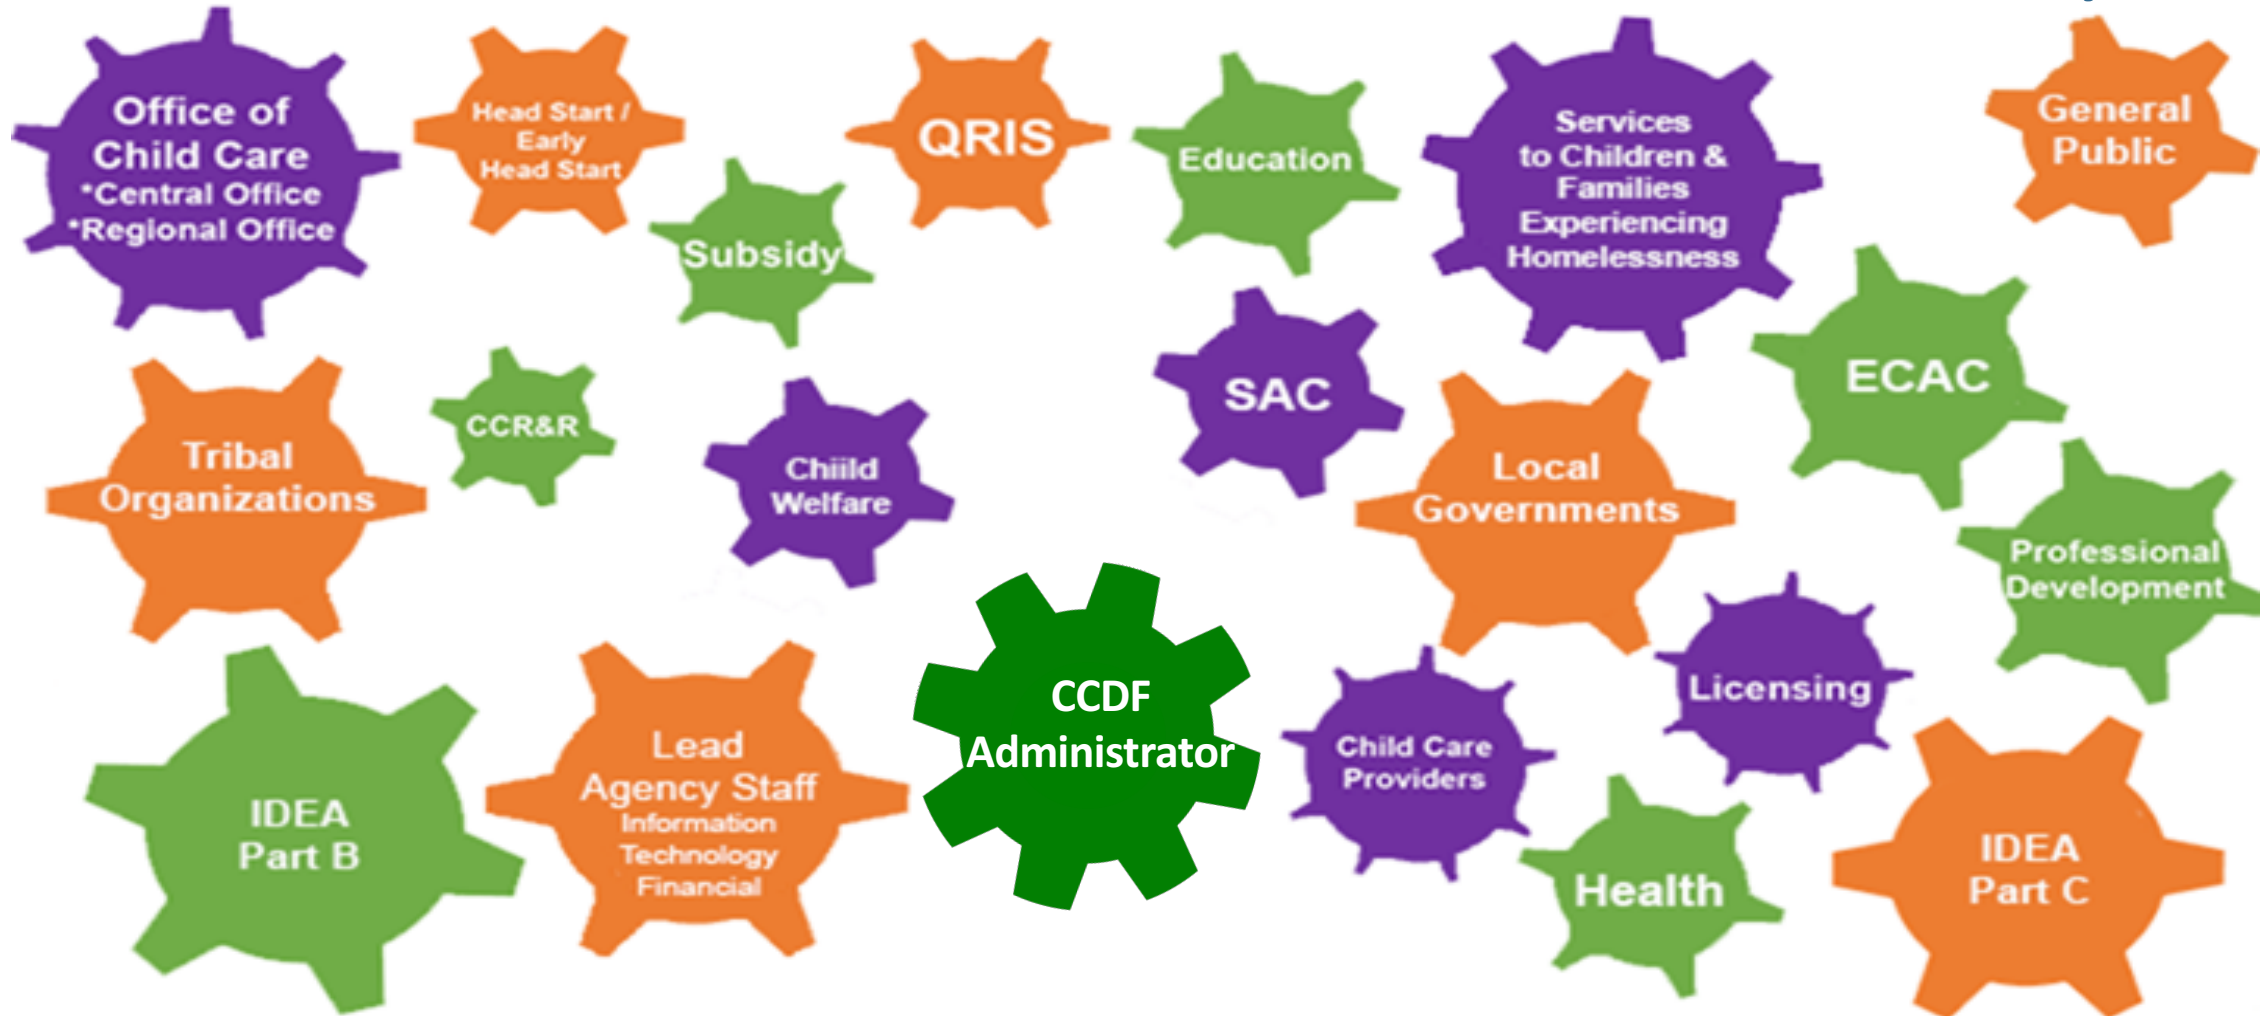 Office of
Child Care
*Central Office
*Regional Office
Head Start /
Early
Head Start
Subsidy
QRIS
Education
Services
to Children &
Families
Experiencing
Homelessness
General
Public
Tribal
Organizations
CCR&R
Chiild
Welfare
SAC
Local
Governments
ECAC
Professional
Development
IDEA
Part B
Lead
Agency Staff
Information
Technology
Financial
CCDF
Administrator
Child Care
Providers
Licensing
Health
IDEA
Part C